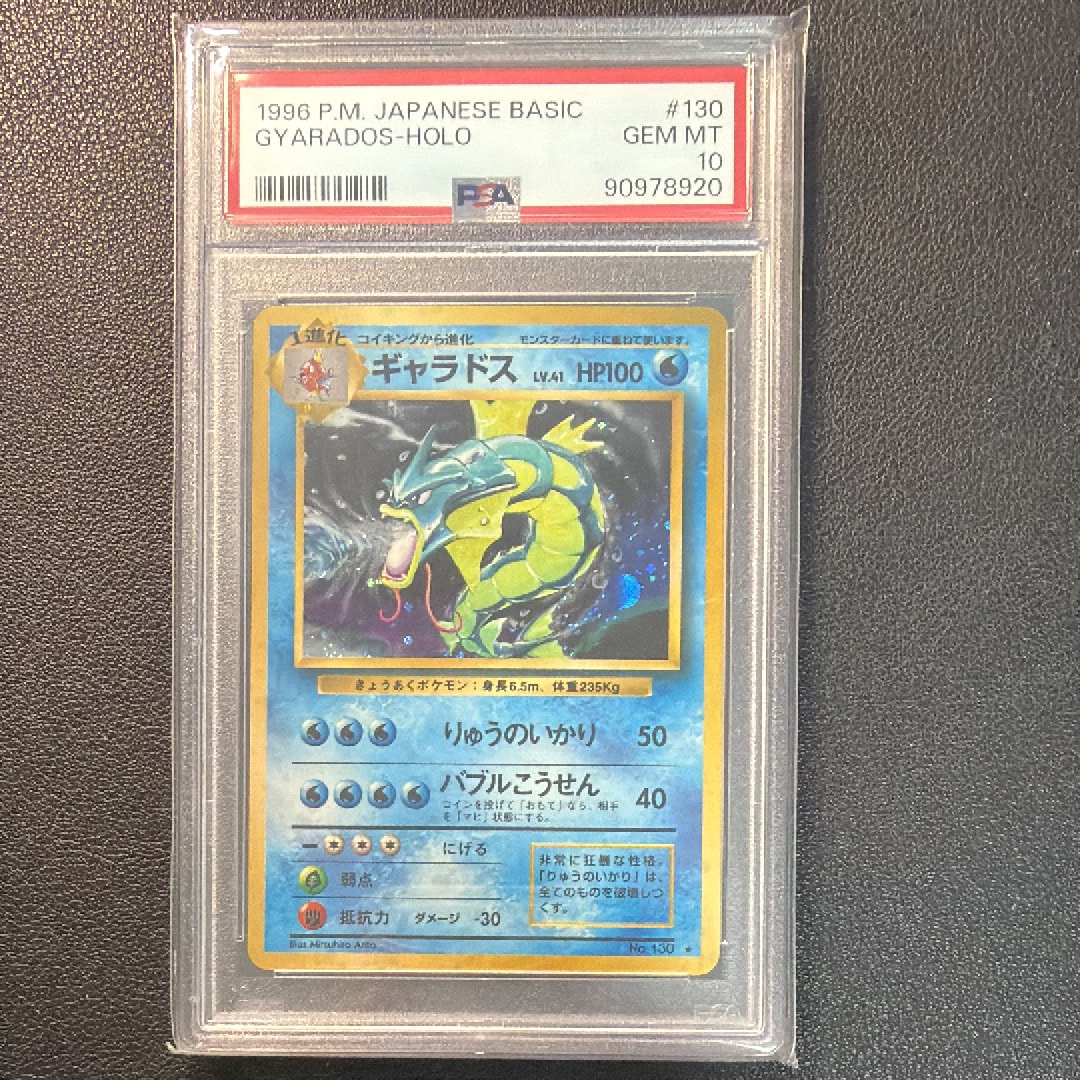 1996 P.M. JAPANESE BASIC #130
GYARADOS-HOLO GEM MT
10
90978920
PSA
1進化 コイキングから進化 モンスターカードに重ねて使います。
ギャラドス LV.41 HP100
きょうあくポケモン：身長6.5m、体重235Kg
りゅうのいかり 50
バブルこうせん 40
コインを投げて「おもて」なら、相手
を「マヒ」状態にする。
にげる
弱点
抵抗力 ダメージ -30
非常に狂暴な性格。
「りゅうのいかり」は、
全てのものを破壊しつ
くす。
Illus. Mitsuhiro Arita No. 130 ★